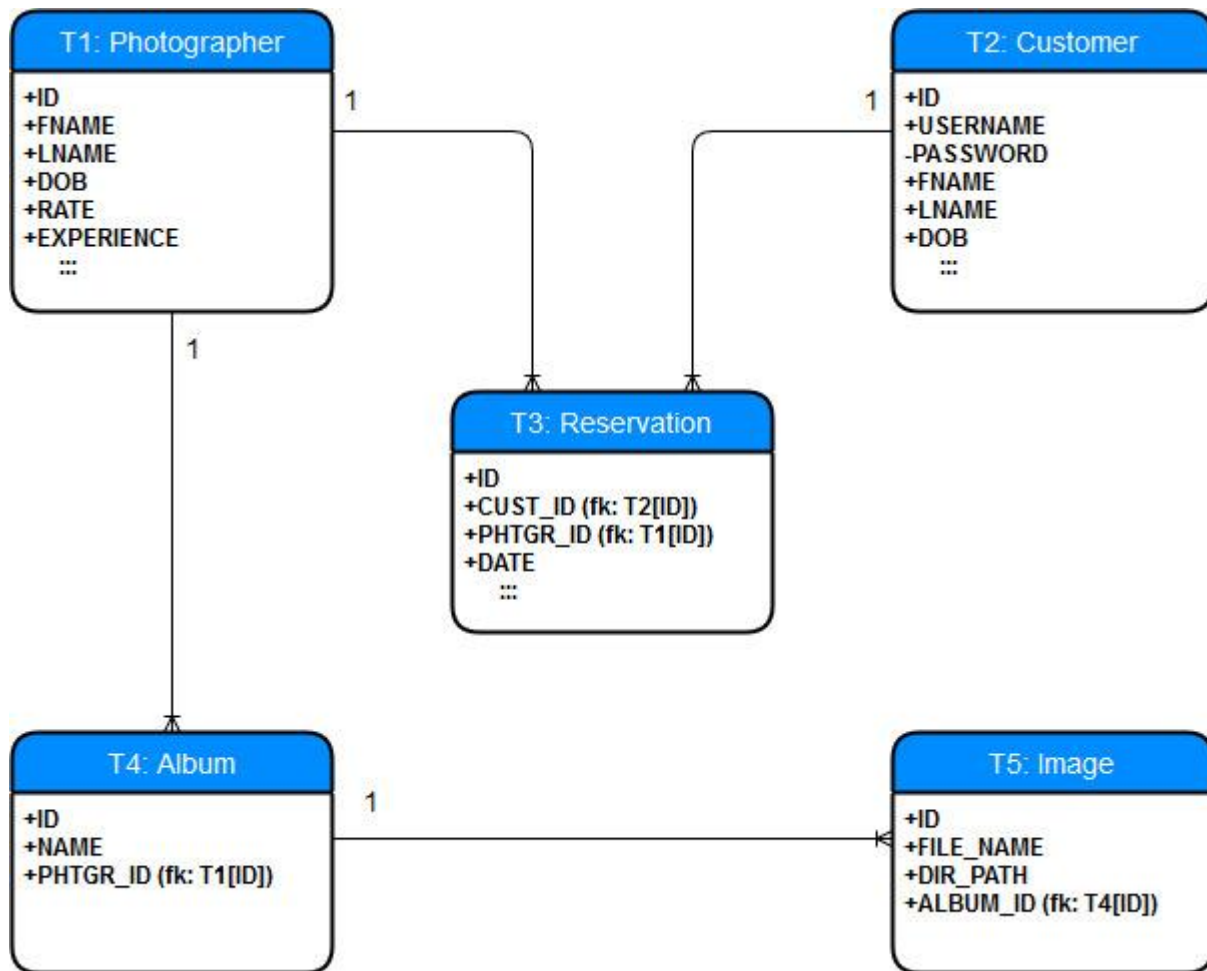 T1: Photographer
+ID
+FNAME
+LNAME
+DOB
+RATE
+EXPERIENCE
:::
1
1
T2: Customer
+ID
+USERNAME
-PASSWORD
+FNAME
+LNAME
+DOB
:::
1
T3: Reservation
+ID
+CUST_ID (fk: T2[ID])
+PHTGR_ID (fk: T1[ID])
+DATE
:::
T4: Album
+ID
+NAME
+PHTGR_ID (fk: T1[ID])
1
T5: Image
+ID
+FILE_NAME
+DIR_PATH
+ALBUM_ID (fk: T4[ID])